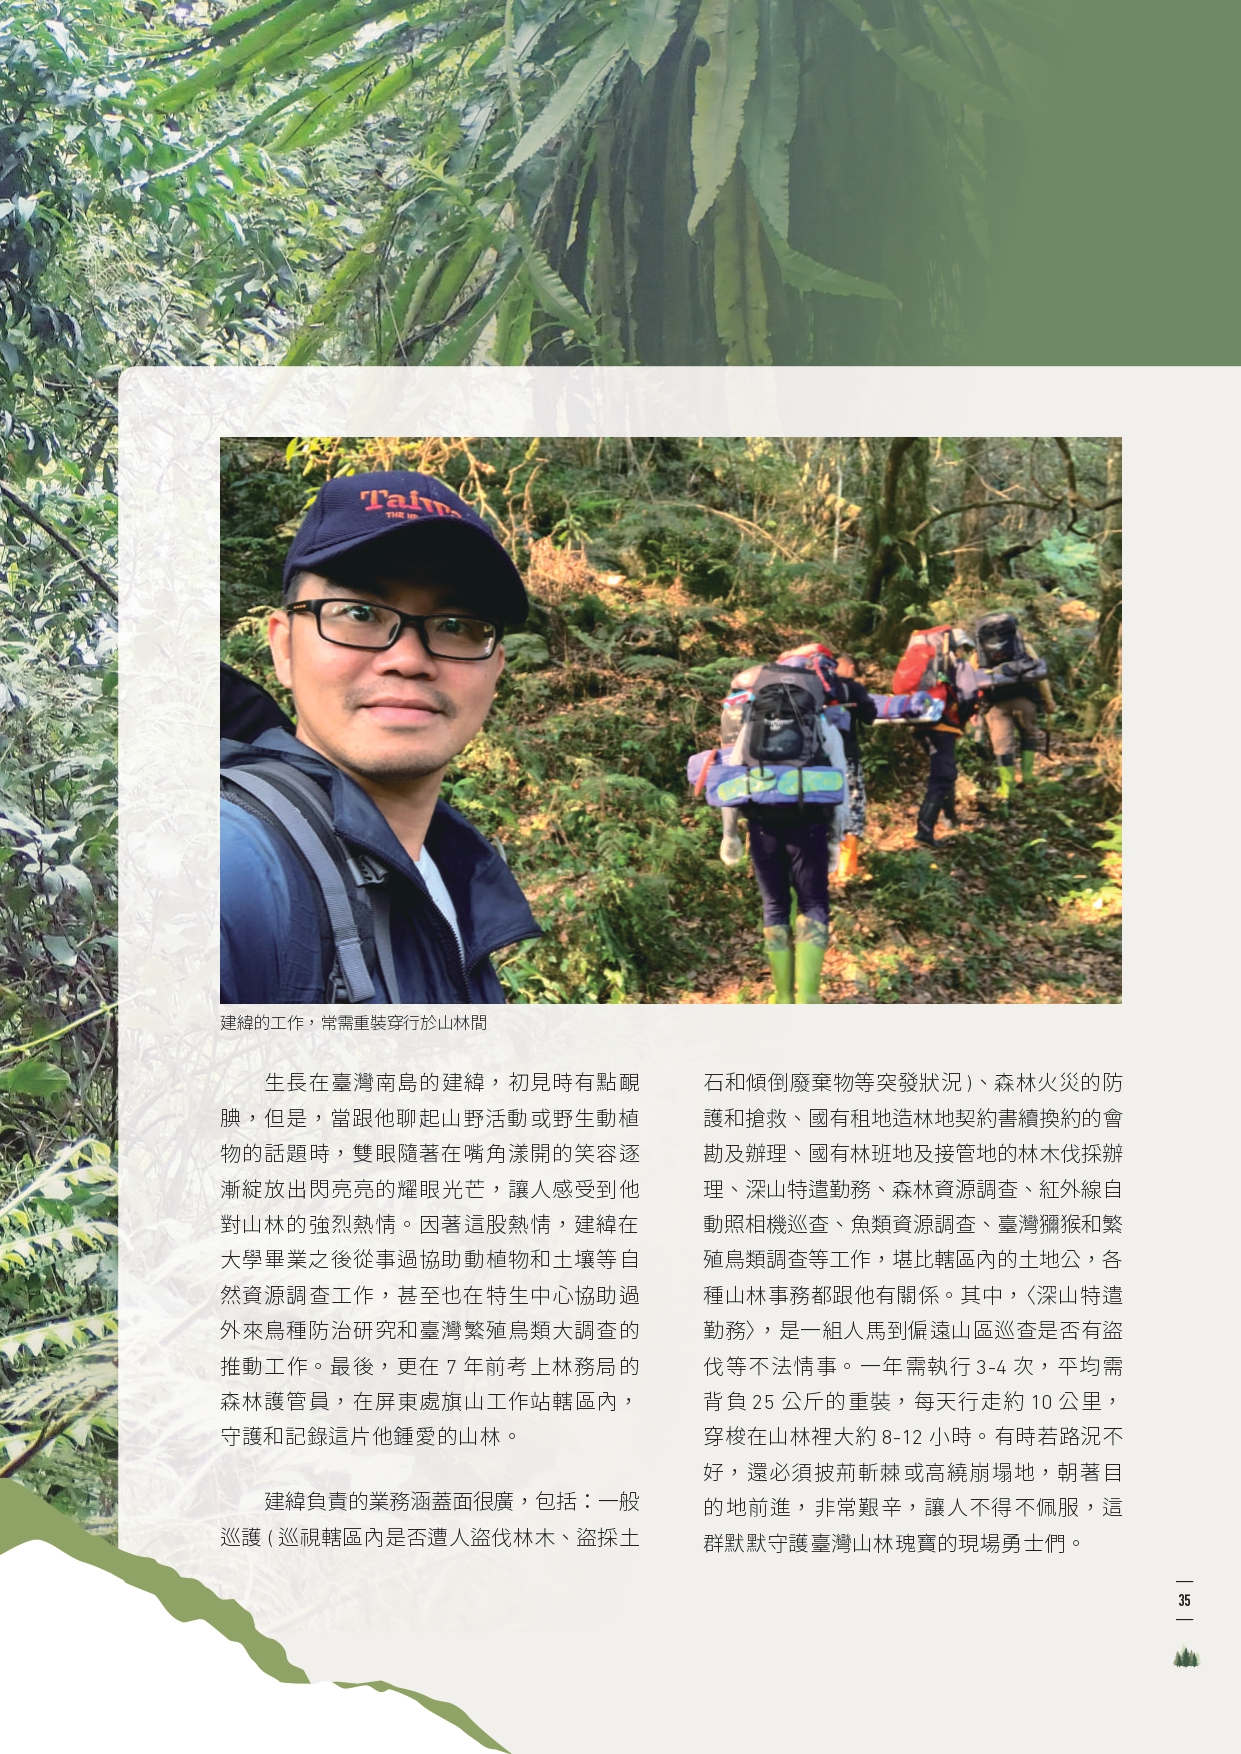 Taiwa
THE HE
建緯的工作，常需重裝穿行於山林間
生長在臺灣南島的建緯，初見時有點靦
腆，但是，當跟他聊起山野活動或野生動植
物的話題時，雙眼隨著在嘴角漾開的笑容逐
漸綻放出閃亮亮的耀眼光芒，讓人感受到他
對山林的強烈熱情。因著這股熱情，建緯在
大學畢業之後從事過協助動植物和土壤等自
然資源調查工作，甚至也在特生中心協助過
外來鳥種防治研究和臺灣繁殖鳥類大調查的
推動工作。最後，更在 7 年前考上林務局的
森林護管員，在屏東處旗山工作站轄區內，
守護和記錄這片他鍾愛的山林。
建緯負責的業務涵蓋面很廣，包括：一般
巡護 ( 巡視轄區內是否遭人盜伐林木、盜採土
石和傾倒廢棄物等突發狀況 )、森林火災的防
護和搶救、國有租地造林地契約書續換約的會
勘及辦理、國有林班地及接管地的林木伐採辦
理、深山特遣勤務、森林資源調查、紅外線自
動照相機巡查、魚類資源調查、臺灣獼猴和繁
殖鳥類調查等工作，堪比轄區內的土地公，各
種山林事務都跟他有關係。其中，〈深山特遣
勤務〉，是一組人馬到偏遠山區巡查是否有盜
伐等不法情事。一年需執行 3-4 次，平均需
背負 25 公斤的重裝，每天行走約 10 公里，
穿梭在山林裡大約 8-12 小時。有時若路況不
好，還必須披荊斬棘或高繞崩塌地，朝著目
的地前進，非常艱辛，讓人不得不佩服，這
群默默守護臺灣山林瑰寶的現場勇士們。
35